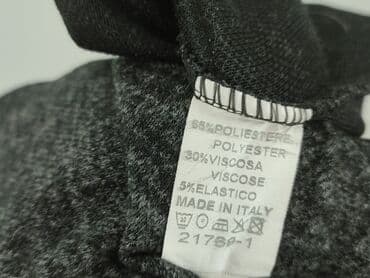 65%POLIESTERE
POLYESTER
30%VISCOSA
VISCOSE
5%ELASTICO
MADE IN ITALY